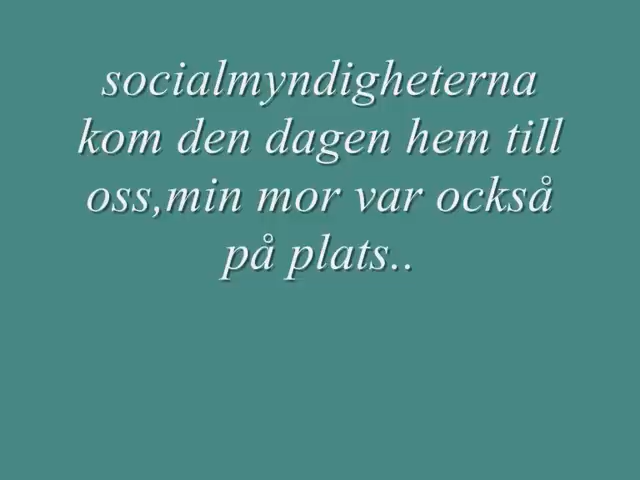 socialmyndigheterna
kom den dagen hem till
oss,min mor var också
på plats..